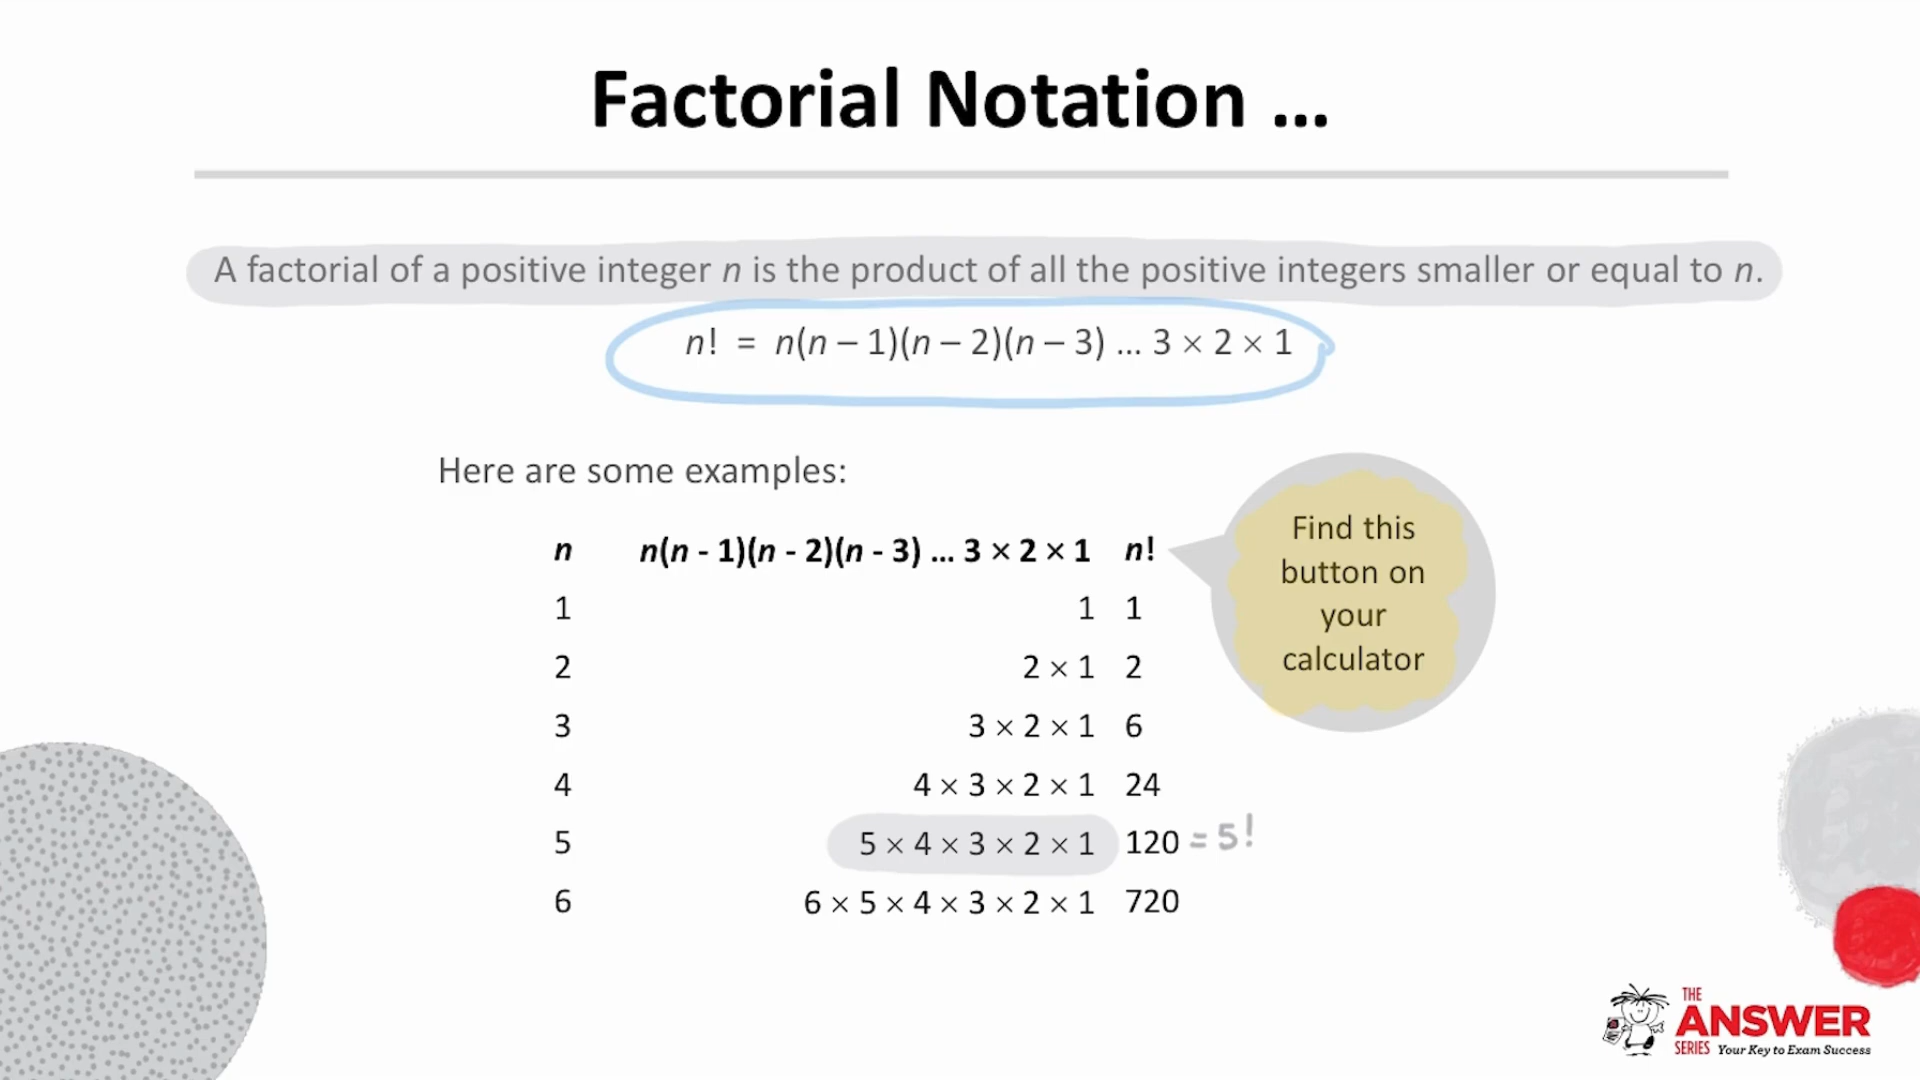 Factorial Notation ...
A factorial of a positive integer n is the product of all the positive integers smaller or equal to n.
n! = n(n – 1)(n – 2)(n – 3) ... 3 × 2 × 1
Here are some examples:
n n(n - 1)(n - 2)(n - 3) ... 3 × 2 × 1 n!
1 1 1
2 2 × 1 2
3 3 × 2 × 1 6
4 4 × 3 × 2 × 1 24
5 5 × 4 × 3 × 2 × 1 120 = 5!
6 6 × 5 × 4 × 3 × 2 × 1 720
Find this
button on
your
calculator
THE
ANSWER
SERIES Your Key to Exam Success